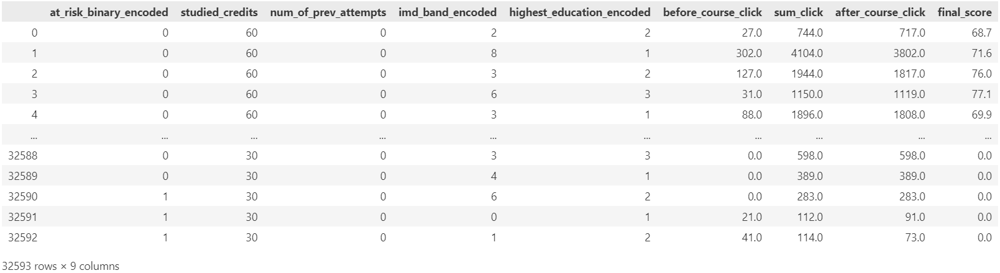 at_risk_binary_encoded studied_credits num_of_prev_attempts imd_band_encoded highest_education_encoded before_course_click sum_click after_course_click final_score
0 0 60 0 2 2 27.0 744.0 717.0 68.7
1 0 60 0 8 1 302.0 4104.0 3802.0 71.6
2 0 60 0 3 2 127.0 1944.0 1817.0 76.0
3 0 60 0 6 3 31.0 1150.0 1119.0 77.1
4 0 60 0 3 1 88.0 1896.0 1808.0 69.9
... ... ... ... ... ... ... ... ... ...
32588 0 30 0 3 3 0.0 598.0 598.0 0.0
32589 0 30 0 4 1 0.0 389.0 389.0 0.0
32590 1 30 0 6 2 0.0 283.0 283.0 0.0
32591 1 30 0 0 1 21.0 112.0 91.0 0.0
32592 1 30 0 1 2 41.0 114.0 73.0 0.0
32593 rows × 9 columns